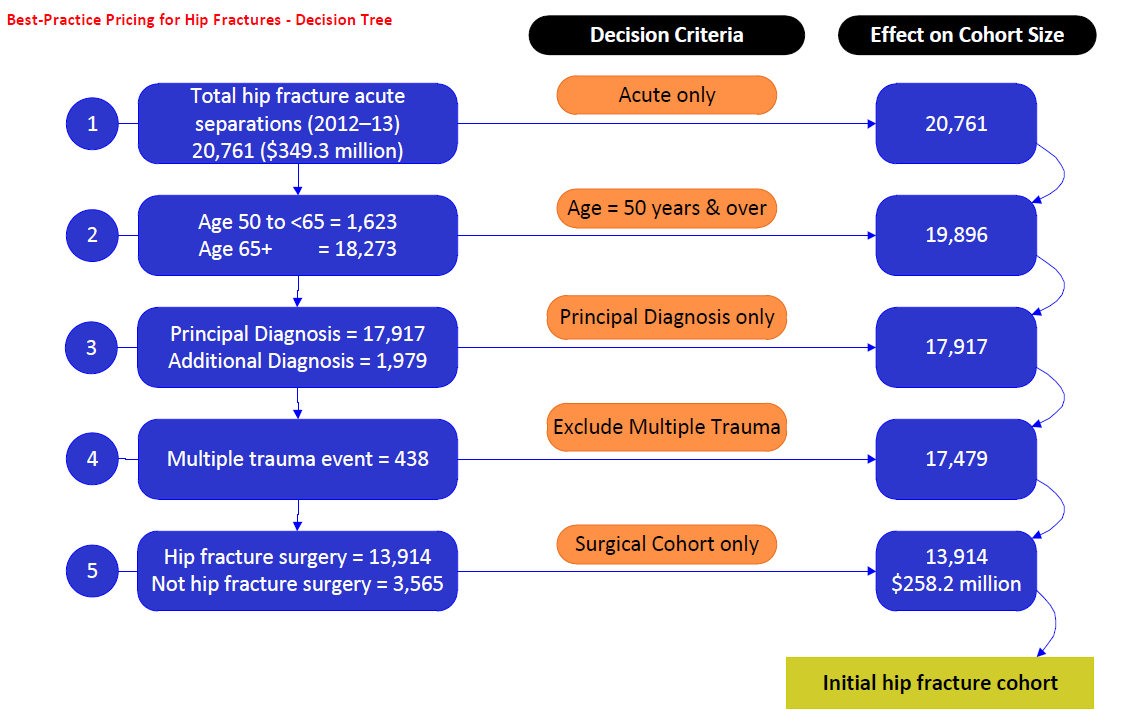 Best-Practice Pricing for Hip Fractures - Decision Tree
Decision Criteria
Effect on Cohort Size
1
Total hip fracture acute
separations (2012–13)
20,761 ($349.3 million)
Acute only
20,761
2
Age 50 to <65 = 1,623
Age 65+ = 18,273
Age = 50 years & over
19,896
3
Principal Diagnosis = 17,917
Additional Diagnosis = 1,979
Principal Diagnosis only
17,917
4
Multiple trauma event = 438
Exclude Multiple Trauma
17,479
5
Hip fracture surgery = 13,914
Not hip fracture surgery = 3,565
Surgical Cohort only
13,914
$258.2 million
Initial hip fracture cohort